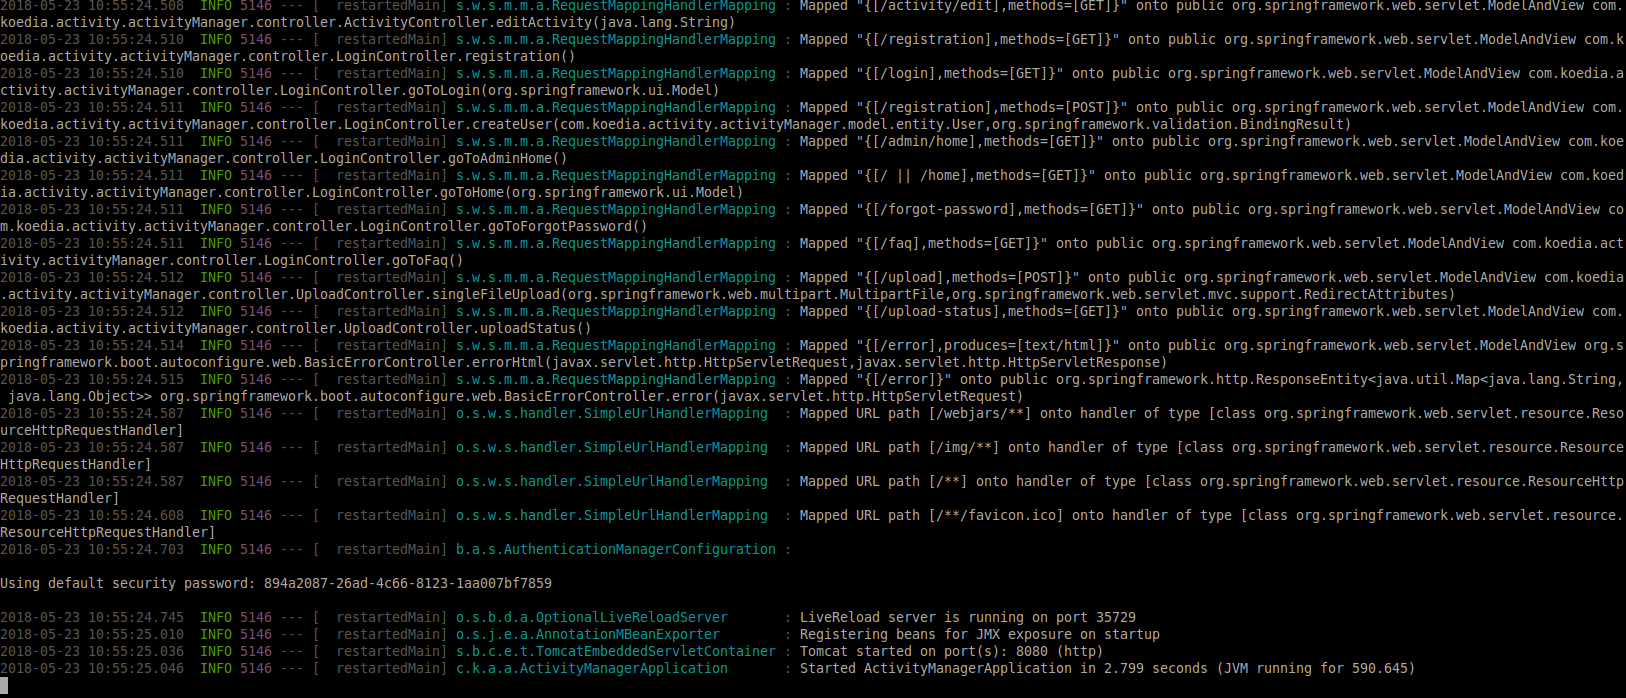 2018-05-23 10:55:24.508  INFO 5146 --- [  restartedMain] s.w.s.m.m.a.RequestMappingHandlerMapping : Mapped "{[/activity/edit],methods=[GET]}" onto public org.springframework.web.servlet.ModelAndView com.
koedia.activity.activityManager.controller.ActivityController.editActivity(java.lang.String)
2018-05-23 10:55:24.510  INFO 5146 --- [  restartedMain] s.w.s.m.m.a.RequestMappingHandlerMapping : Mapped "{[/registration],methods=[GET]}" onto public org.springframework.web.servlet.ModelAndView com.k
oedia.activity.activityManager.controller.LoginController.registration()
2018-05-23 10:55:24.510  INFO 5146 --- [  restartedMain] s.w.s.m.m.a.RequestMappingHandlerMapping : Mapped "{[/login],methods=[GET]}" onto public org.springframework.web.servlet.ModelAndView com.koedia.a
ctivity.activityManager.controller.LoginController.goToLogin(org.springframework.ui.Model)
2018-05-23 10:55:24.511  INFO 5146 --- [  restartedMain] s.w.s.m.m.a.RequestMappingHandlerMapping : Mapped "{[/registration],methods=[POST]}" onto public org.springframework.web.servlet.ModelAndView com.
koedia.activity.activityManager.controller.LoginController.createUser(com.koedia.activity.activityManager.model.entity.User,org.springframework.validation.BindingResult)
2018-05-23 10:55:24.511  INFO 5146 --- [  restartedMain] s.w.s.m.m.a.RequestMappingHandlerMapping : Mapped "{[/admin/home],methods=[GET]}" onto public org.springframework.web.servlet.ModelAndView com.koe
dia.activity.activityManager.controller.LoginController.goToAdminHome()
2018-05-23 10:55:24.511  INFO 5146 --- [  restartedMain] s.w.s.m.m.a.RequestMappingHandlerMapping : Mapped "{[/ || /home],methods=[GET]}" onto public org.springframework.web.servlet.ModelAndView com.koed
ia.activity.activityManager.controller.LoginController.goToHome(org.springframework.ui.Model)
2018-05-23 10:55:24.511  INFO 5146 --- [  restartedMain] s.w.s.m.m.a.RequestMappingHandlerMapping : Mapped "{[/forgot-password],methods=[GET]}" onto public org.springframework.web.servlet.ModelAndView co
m.koedia.activity.activityManager.controller.LoginController.goToForgotPassword()
2018-05-23 10:55:24.511  INFO 5146 --- [  restartedMain] s.w.s.m.m.a.RequestMappingHandlerMapping : Mapped "{[/faq],methods=[GET]}" onto public org.springframework.web.servlet.ModelAndView com.koedia.act
ivity.activityManager.controller.LoginController.goToFaq()
2018-05-23 10:55:24.512  INFO 5146 --- [  restartedMain] s.w.s.m.m.a.RequestMappingHandlerMapping : Mapped "{[/upload],methods=[POST]}" onto public org.springframework.web.servlet.ModelAndView com.koedia
.activity.activityManager.controller.UploadController.singleFileUpload(org.springframework.web.multipart.MultipartFile,org.springframework.web.servlet.mvc.support.RedirectAttributes)
2018-05-23 10:55:24.512  INFO 5146 --- [  restartedMain] s.w.s.m.m.a.RequestMappingHandlerMapping : Mapped "{[/upload-status],methods=[GET]}" onto public org.springframework.web.servlet.ModelAndView com.
koedia.activity.activityManager.controller.UploadController.uploadStatus()
2018-05-23 10:55:24.514  INFO 5146 --- [  restartedMain] s.w.s.m.m.a.RequestMappingHandlerMapping : Mapped "{[/error],produces=[text/html]}" onto public org.springframework.web.servlet.ModelAndView org.s
pringframework.boot.autoconfigure.web.BasicErrorController.errorHtml(javax.servlet.http.HttpServletRequest,javax.servlet.http.HttpServletResponse)
2018-05-23 10:55:24.515  INFO 5146 --- [  restartedMain] s.w.s.m.m.a.RequestMappingHandlerMapping : Mapped "{[/error]}" onto public org.springframework.http.ResponseEntity<java.util.Map<java.lang.String,
 java.lang.Object>> org.springframework.boot.autoconfigure.web.BasicErrorController.error(javax.servlet.http.HttpServletRequest)
2018-05-23 10:55:24.587  INFO 5146 --- [  restartedMain] o.s.w.s.handler.SimpleUrlHandlerMapping  : Mapped URL path [/webjars/**] onto handler of type [class org.springframework.web.servlet.resource.Reso
urceHttpRequestHandler]
2018-05-23 10:55:24.587  INFO 5146 --- [  restartedMain] o.s.w.s.handler.SimpleUrlHandlerMapping  : Mapped URL path [/img/**] onto handler of type [class org.springframework.web.servlet.resource.Resource
HttpRequestHandler]
2018-05-23 10:55:24.587  INFO 5146 --- [  restartedMain] o.s.w.s.handler.SimpleUrlHandlerMapping  : Mapped URL path [/**] onto handler of type [class org.springframework.web.servlet.resource.ResourceHttp
RequestHandler]
2018-05-23 10:55:24.608  INFO 5146 --- [  restartedMain] o.s.w.s.handler.SimpleUrlHandlerMapping  : Mapped URL path [/**/favicon.ico] onto handler of type [class org.springframework.web.servlet.resource.
ResourceHttpRequestHandler]
2018-05-23 10:55:24.703  INFO 5146 --- [  restartedMain] b.a.s.AuthenticationManagerConfiguration :
Using default security password: 894a2087-26ad-4c66-8123-1aa007bf7859
2018-05-23 10:55:24.745  INFO 5146 --- [  restartedMain] o.s.b.d.a.OptionalLiveReloadServer       : LiveReload server is running on port 35729
2018-05-23 10:55:25.010  INFO 5146 --- [  restartedMain] o.s.j.e.a.AnnotationMBeanExporter        : Registering beans for JMX exposure on startup
2018-05-23 10:55:25.036  INFO 5146 --- [  restartedMain] s.b.c.e.t.TomcatEmbeddedServletContainer : Tomcat started on port(s): 8080 (http)
2018-05-23 10:55:25.046  INFO 5146 --- [  restartedMain] c.k.a.a.ActivityManagerApplication       : Started ActivityManagerApplication in 2.799 seconds (JVM running for 590.645)